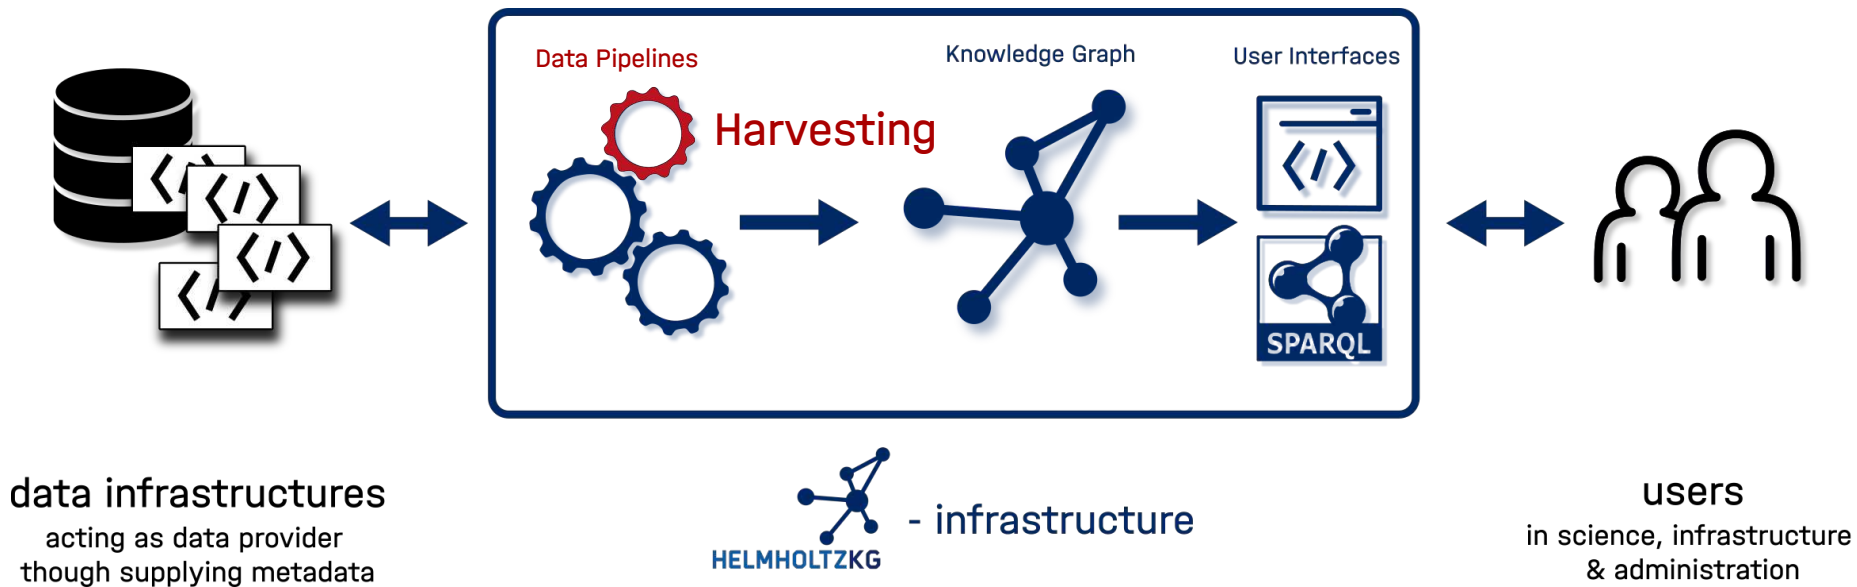 Data Pipelines
Knowledge Graph
User Interfaces
Harvesting
</>
</>
</>
</>
</>
SPARQL
data infrastructures
acting as data provider
though supplying metadata
HELMHOLTZKG
- infrastructure
users
in science, infrastructure
& administration